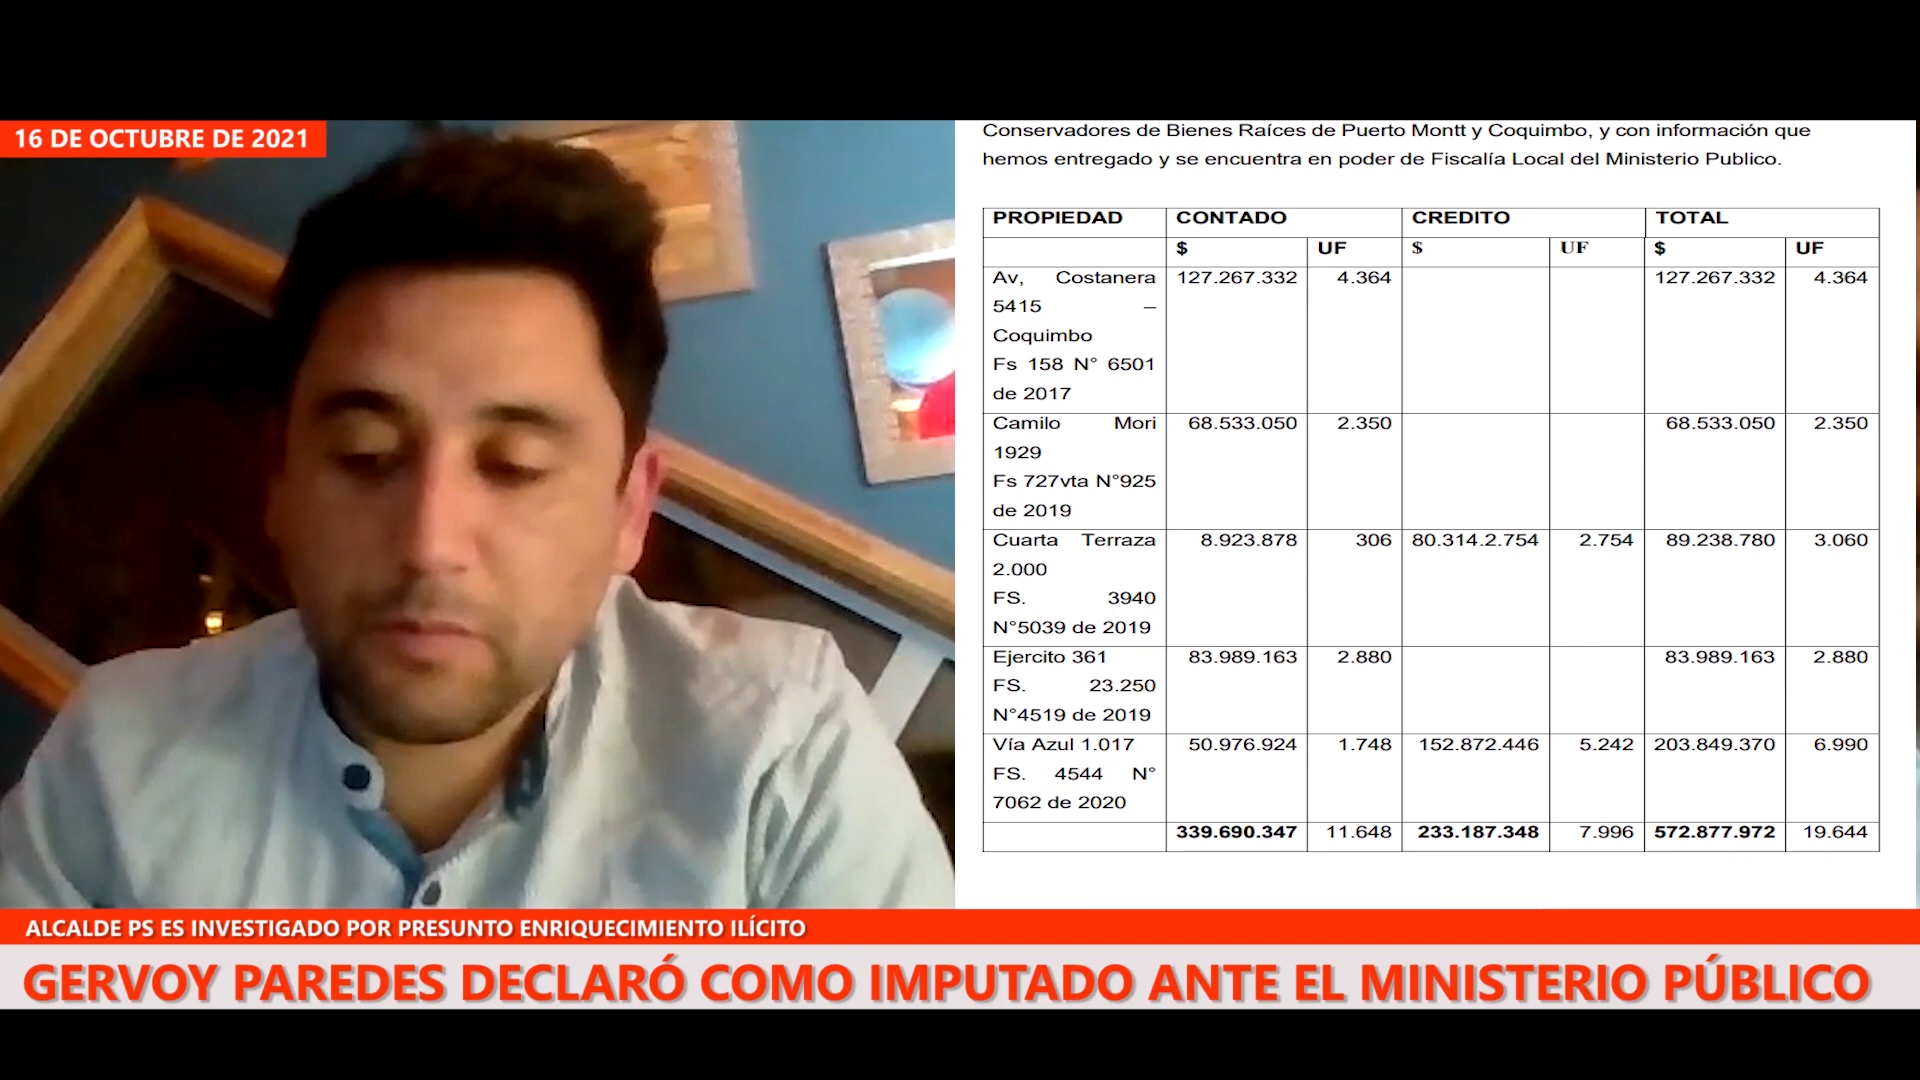 16 DE OCTUBRE DE 2021
Conservadores de Bienes Raíces de Puerto Montt y Coquimbo, y con información que
hemos entregado y se encuentra en poder de Fiscalía Local del Ministerio Publico.
PROPIEDAD CONTADO CREDITO TOTAL
$ UF $ UF $ UF
Av, Costanera 127.267.332 4.364 127.267.332 4.364
5415 –
Coquimbo
Fs 158 N° 6501
de 2017
Camilo Mori 68.533.050 2.350 68.533.050 2.350
1929
Fs 727vta N°925
de 2019
Cuarta Terraza 8.923.878 306 80.314.2.754 2.754 89.238.780 3.060
2.000
FS. 3940
N°5039 de 2019
Ejercito 361 83.989.163 2.880 83.989.163 2.880
FS. 23.250
N°4519 de 2019
Vía Azul 1.017 50.976.924 1.748 152.872.446 5.242 203.849.370 6.990
FS. 4544 N°
7062 de 2020
339.690.347 11.648 233.187.348 7.996 572.877.972 19.644
ALCALDE PS ES INVESTIGADO POR PRESUNTO ENRIQUECIMIENTO ILÍCITO
GERVOY PAREDES DECLARÓ COMO IMPUTADO ANTE EL MINISTERIO PÚBLICO